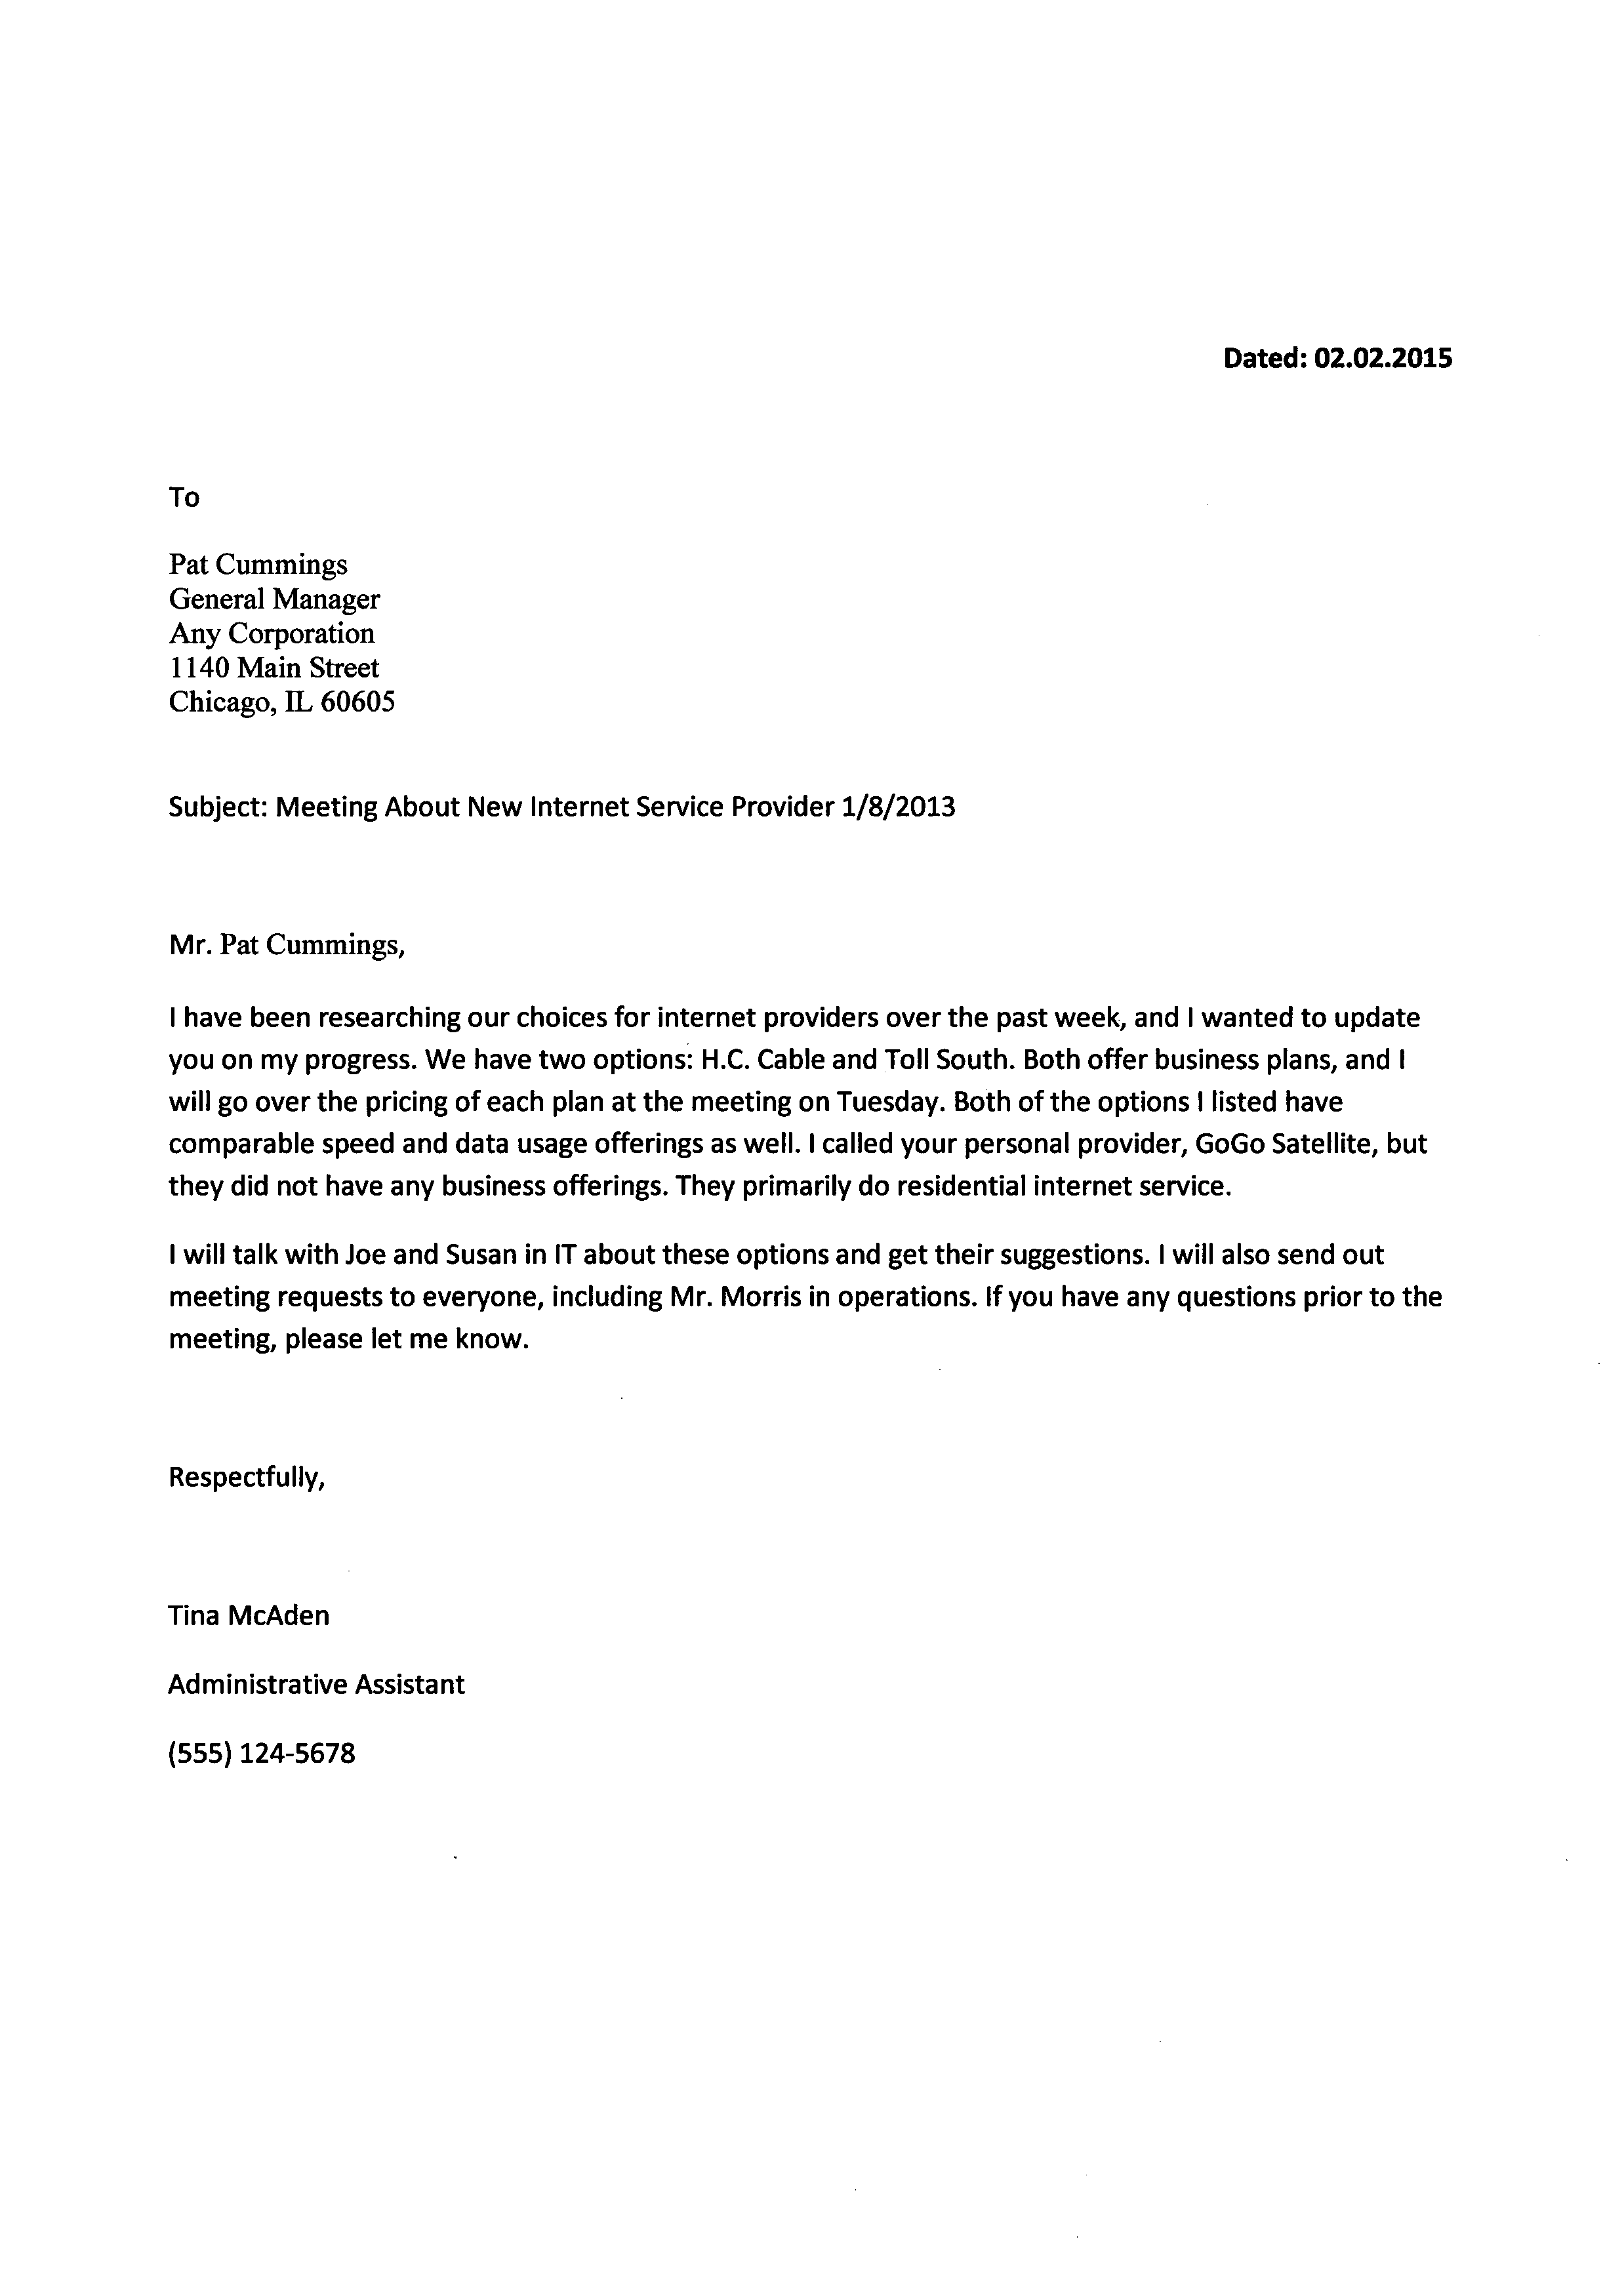 Dated: 02.02.2015
To
Pat Cummings
General Manager
Any Corporation
1140 Main Street
Chicago, IL 60605
Subject: Meeting About New Internet Service Provider 1/8/2013
Mr. Pat Cummings,
I have been researching our choices for internet providers over the past week, and I wanted to update
you on my progress. We have two options: H.C. Cable and Toll South. Both offer business plans, and I
will go over the pricing of each plan at the meeting on Tuesday. Both of the options I listed have
comparable speed and data usage offerings as well. I called your personal provider, GoGo Satellite, but
they did not have any business offerings. They primarily do residential internet service.
I will talk with Joe and Susan in IT about these options and get their suggestions. I will also send out
meeting requests to everyone, including Mr. Morris in operations. If you have any questions prior to the
meeting, please let me know.
Respectfully,
Tina McAden
Administrative Assistant
(555) 124-5678